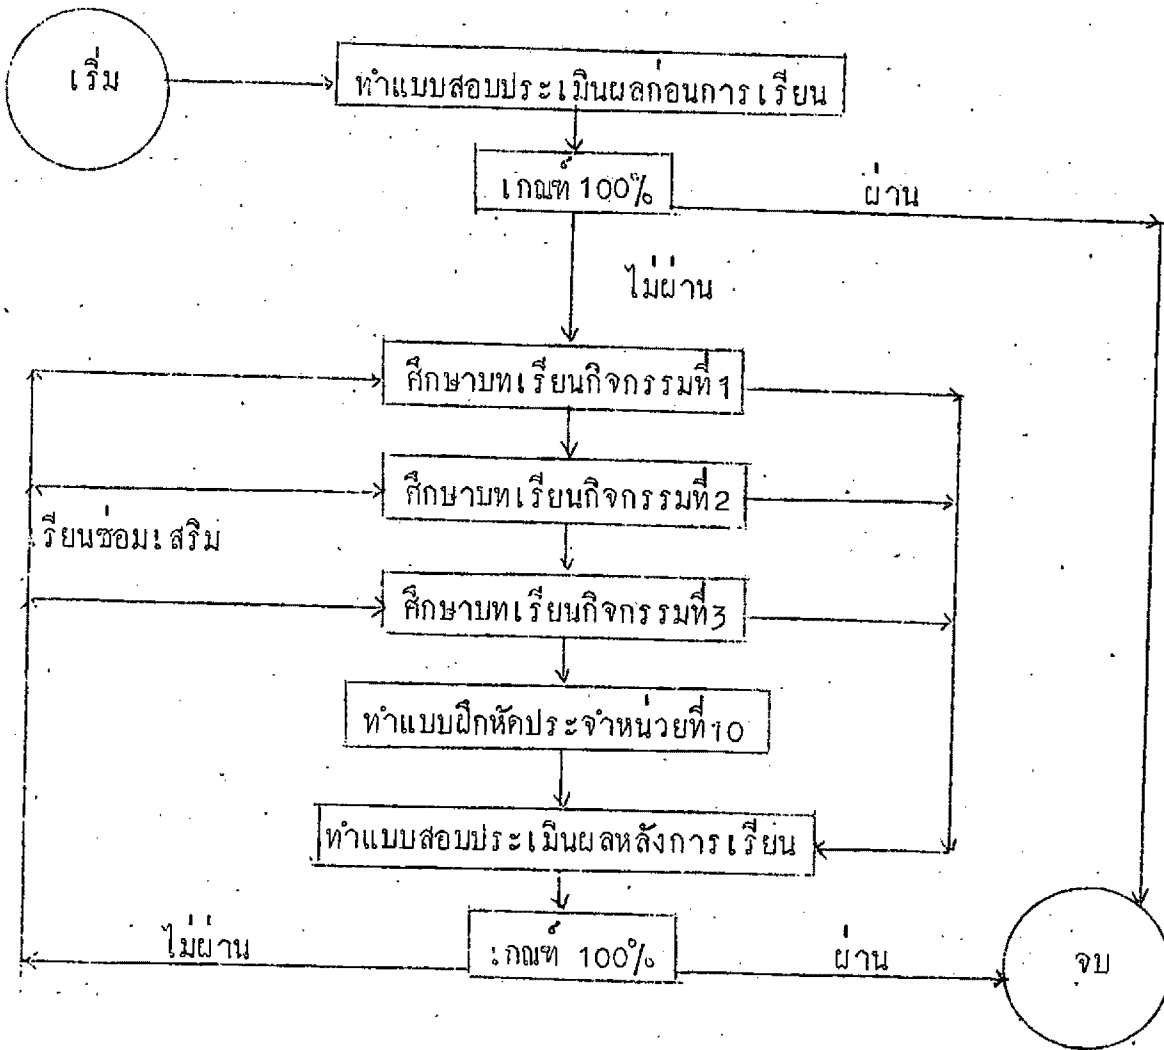 เริ่ม
ทำแบบสอบประเมินผลก่อนการเรียน
เกณฑ์ 100%
ผ่าน
ไม่ผ่าน
ศึกษาบทเรียนกิจกรรมที่1
ศึกษาบทเรียนกิจกรรมที่2
เรียนซ่อมเสริม
ศึกษาบทเรียนกิจกรรมที่3
ทำแบบฝึกหัดประจำหน่วยที่10
ทำแบบสอบประเมินผลหลังการเรียน
ไม่ผ่าน
เกณฑ์ 100%
ผ่าน
จบ